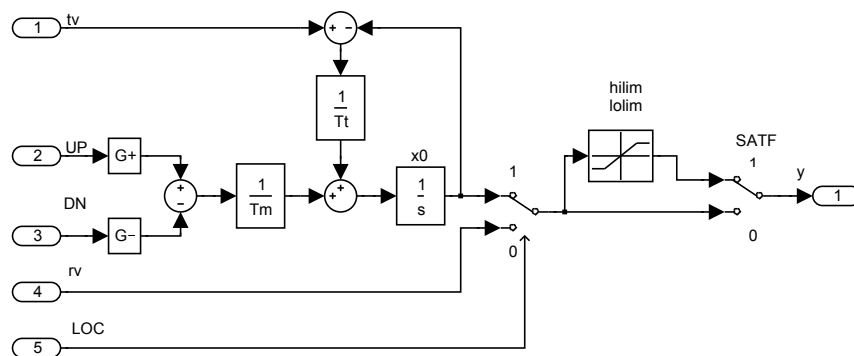 1
tv
+ −
hilim
lolim
1
Tt
SATF
2
UP
G+
x0
1
1
y
1
DN
+
−
1
Tm
+ +
1
s
3
G−
0
0
rv
4
LOC
5